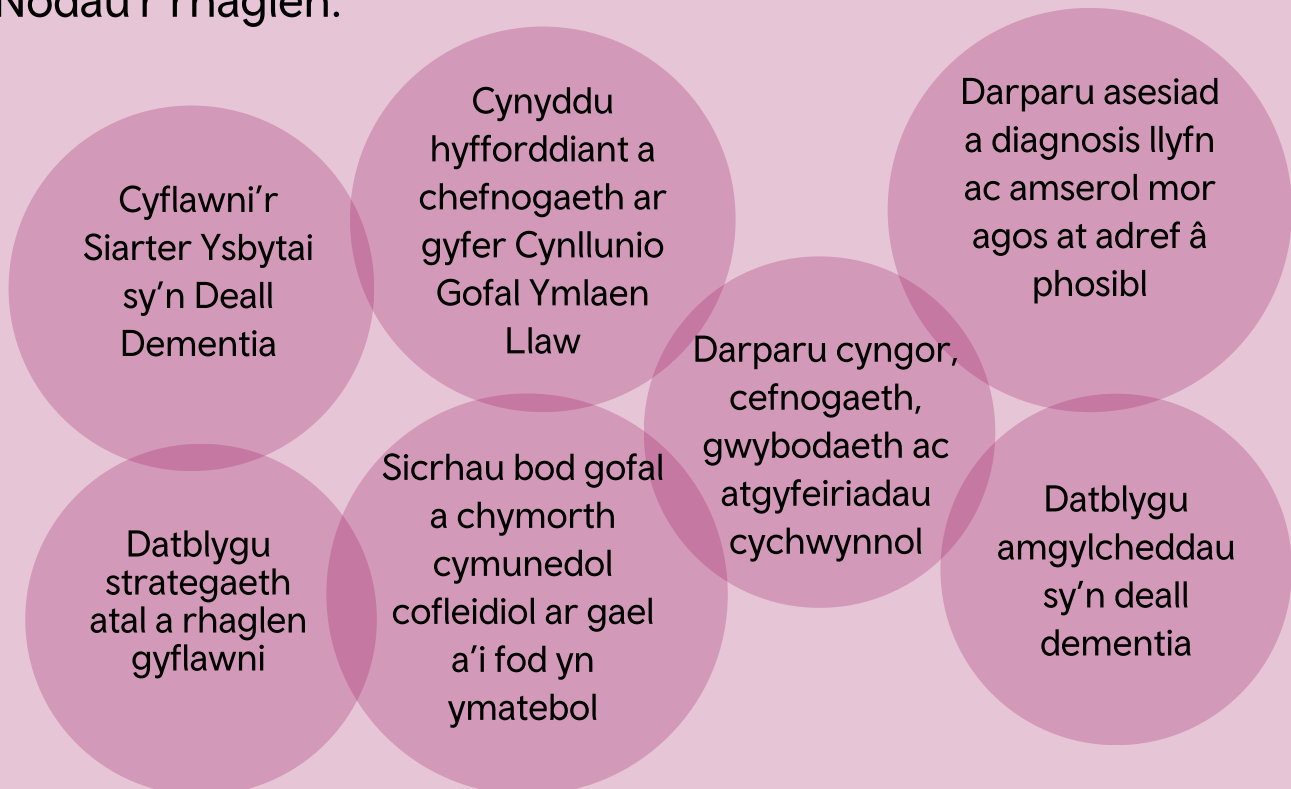 Nodau'r rhaglen:
Cyflawni’r
Siarter Ysbytai
sy’n Deall
Dementia
Cynyddu
hyfforddiant a
chefnogaeth ar
gyfer Cynllunio
Gofal Ymlaen
Llaw
Darparu asesiad
a diagnosis llyfn
ac amserol mor
agos at adref â
phosibl
Darparu cyngor,
cefnogaeth,
gwybodaeth ac
atgyfeiriadau
cychwynnol
Datblygu
strategaeth
atal a rhaglen
gyflawni
Sicrhau bod gofal
a chymorth
cymunedol
cofleidiol ar gael
a’i fod yn
ymatebol
Datblygu
amgylcheddau
sy’n deall
dementia